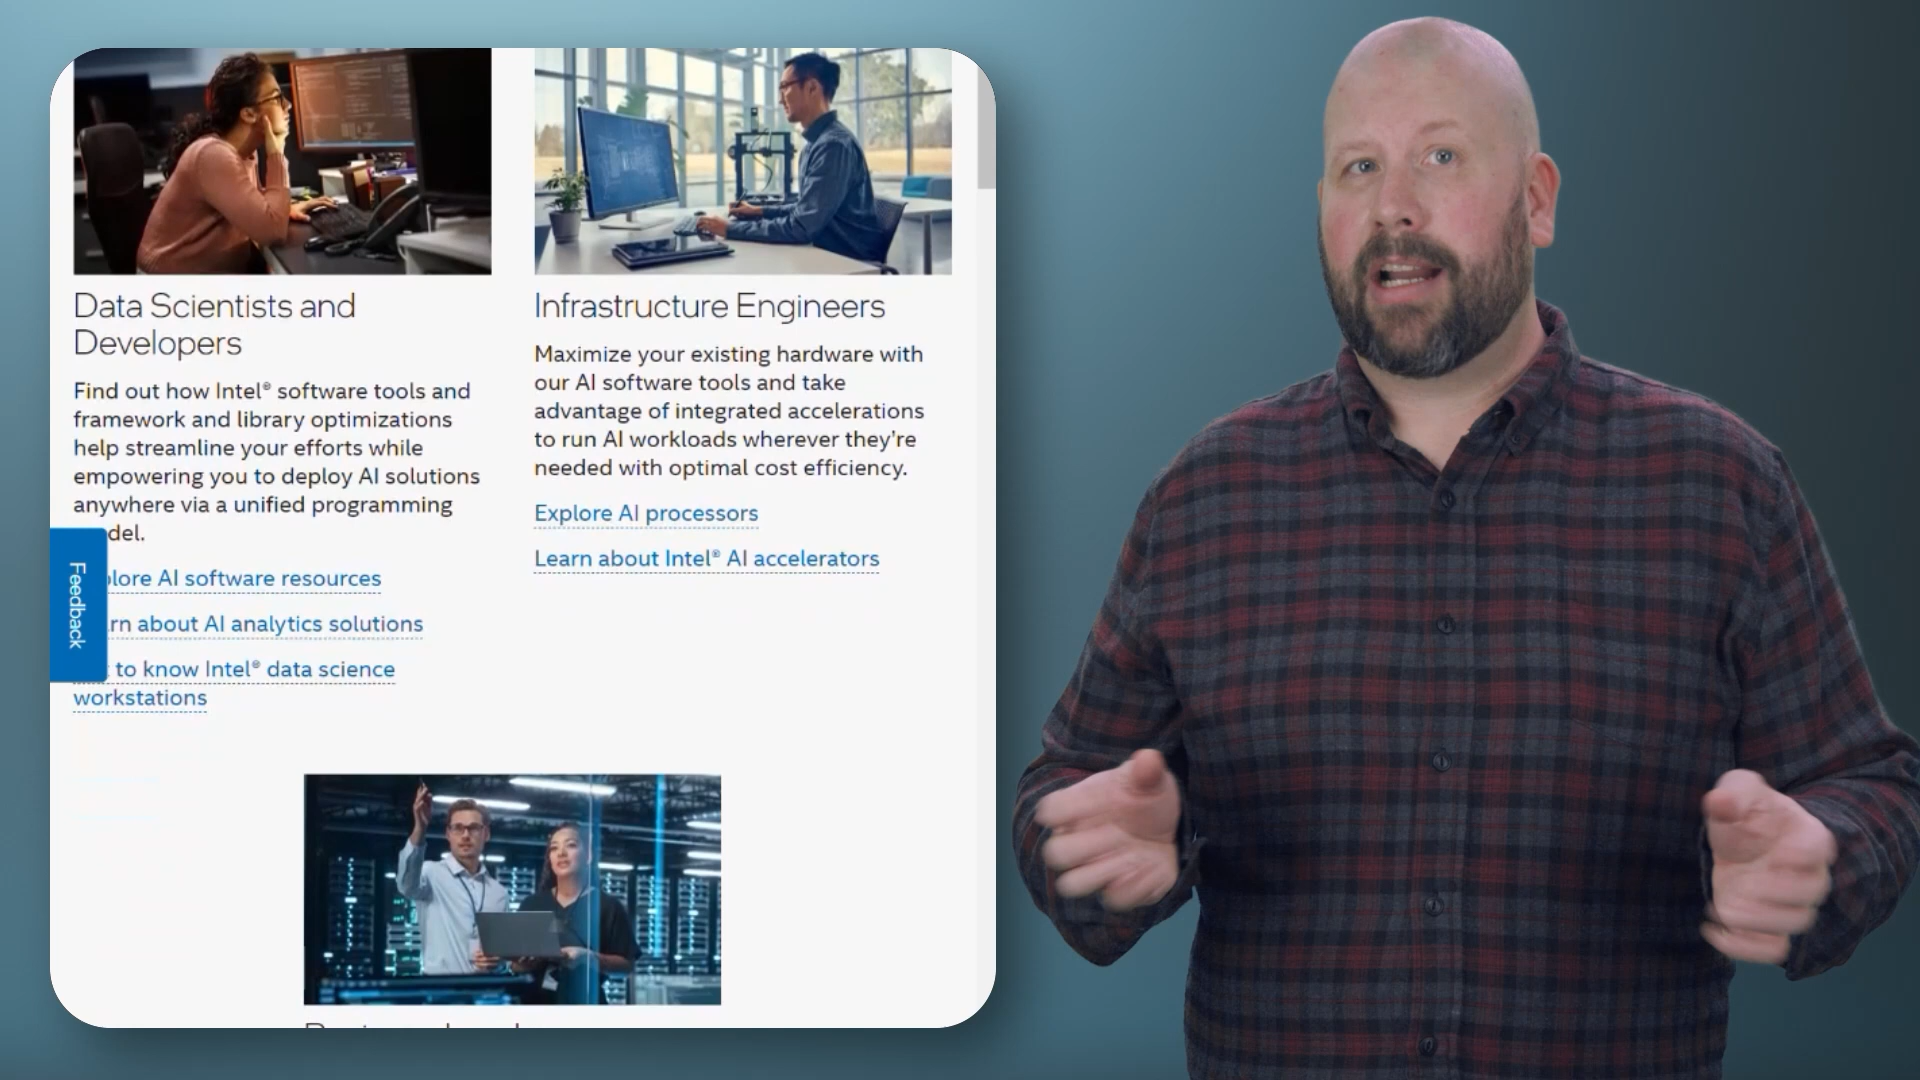 Data Scientists and
Developers
Find out how Intel® software tools and
framework and library optimizations
help streamline your efforts while
empowering you to deploy AI solutions
anywhere via a unified programming
del.
lore AI software resources
rn about AI analytics solutions
to know Intel® data science
workstations
Feedback
Infrastructure Engineers
Maximize your existing hardware with
our AI software tools and take
advantage of integrated accelerations
to run AI workloads wherever they're
needed with optimal cost efficiency.
Explore AI processors
Learn about Intel® AI accelerators